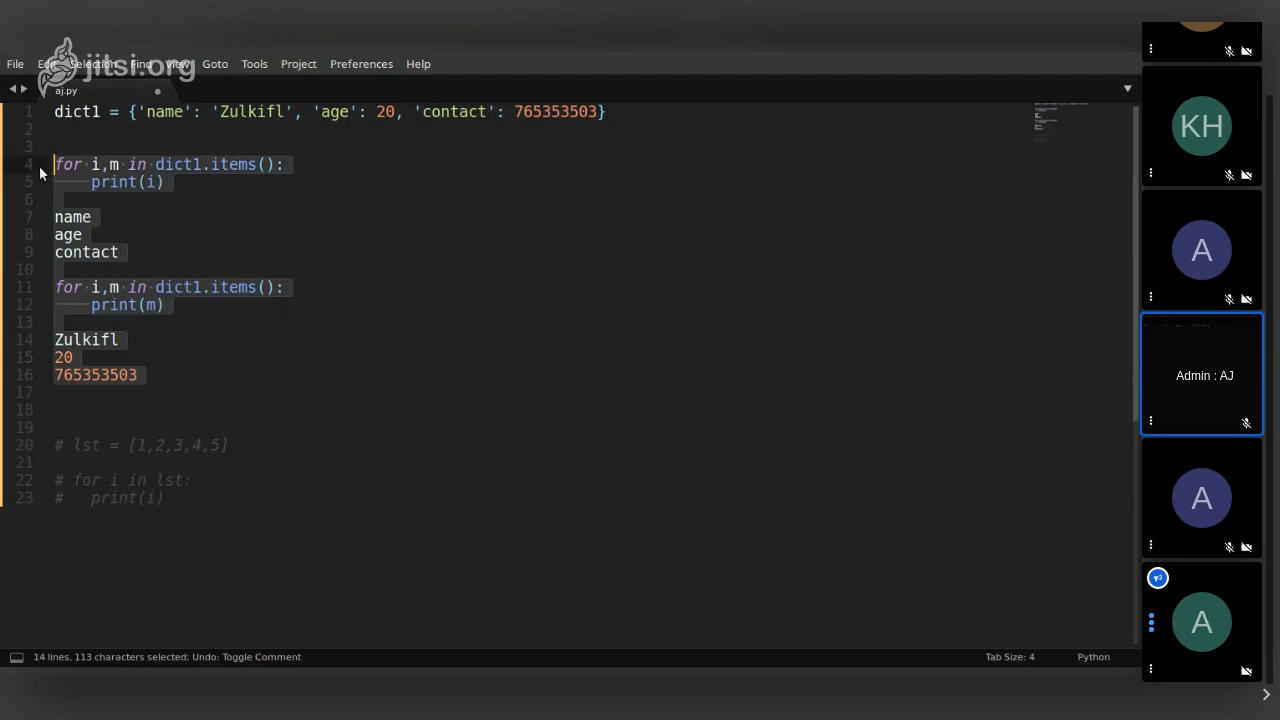 jitsi.org
File Edit Selection Find View Goto Tools Project Preferences Help
aj.py
1 dict1 = {'name': 'Zulkifl', 'age': 20, 'contact': 765353503}
2
3
4 for i,m in dict1.items():
5 print(i)
6
7 name
8 age
9 contact
10
11 for i,m in dict1.items():
12 print(m)
13
14 Zulkifl
15 20
16 765353503
17
18
19
20 # lst = [1,2,3,4,5]
21
22 # for i in lst:
23 # print(i)
14 lines, 113 characters selected; Undo: Toggle Comment
Tab Size: 4
Python
KH
A
Admin : AJ
A
A